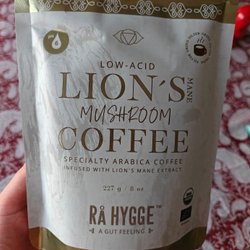 LOW-ACID
LION´S
MANE
MUSHROOM
COFFEE
SPECIALTY ARABICA COFFEE
INFUSED WITH LION'S MANE EXTRACT
227 g / 8 oz
RÅ HYGGE™
A GUT FEELING